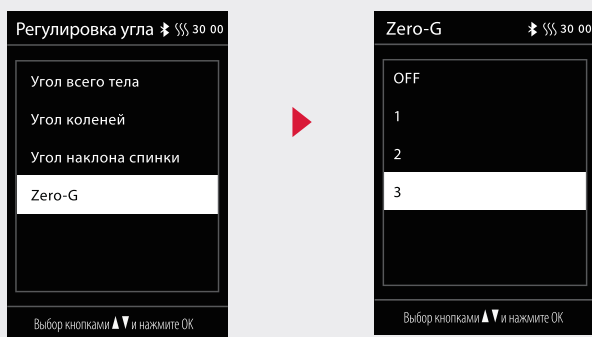 Регулировка угла 30 00
Угол всего тела
Угол коленей
Угол наклона спинки
Zero-G
Выбор кнопками ▲▼ и нажмите OK
Zero-G 30 00
OFF
1
2
3
Выбор кнопками ▲▼ и нажмите OK